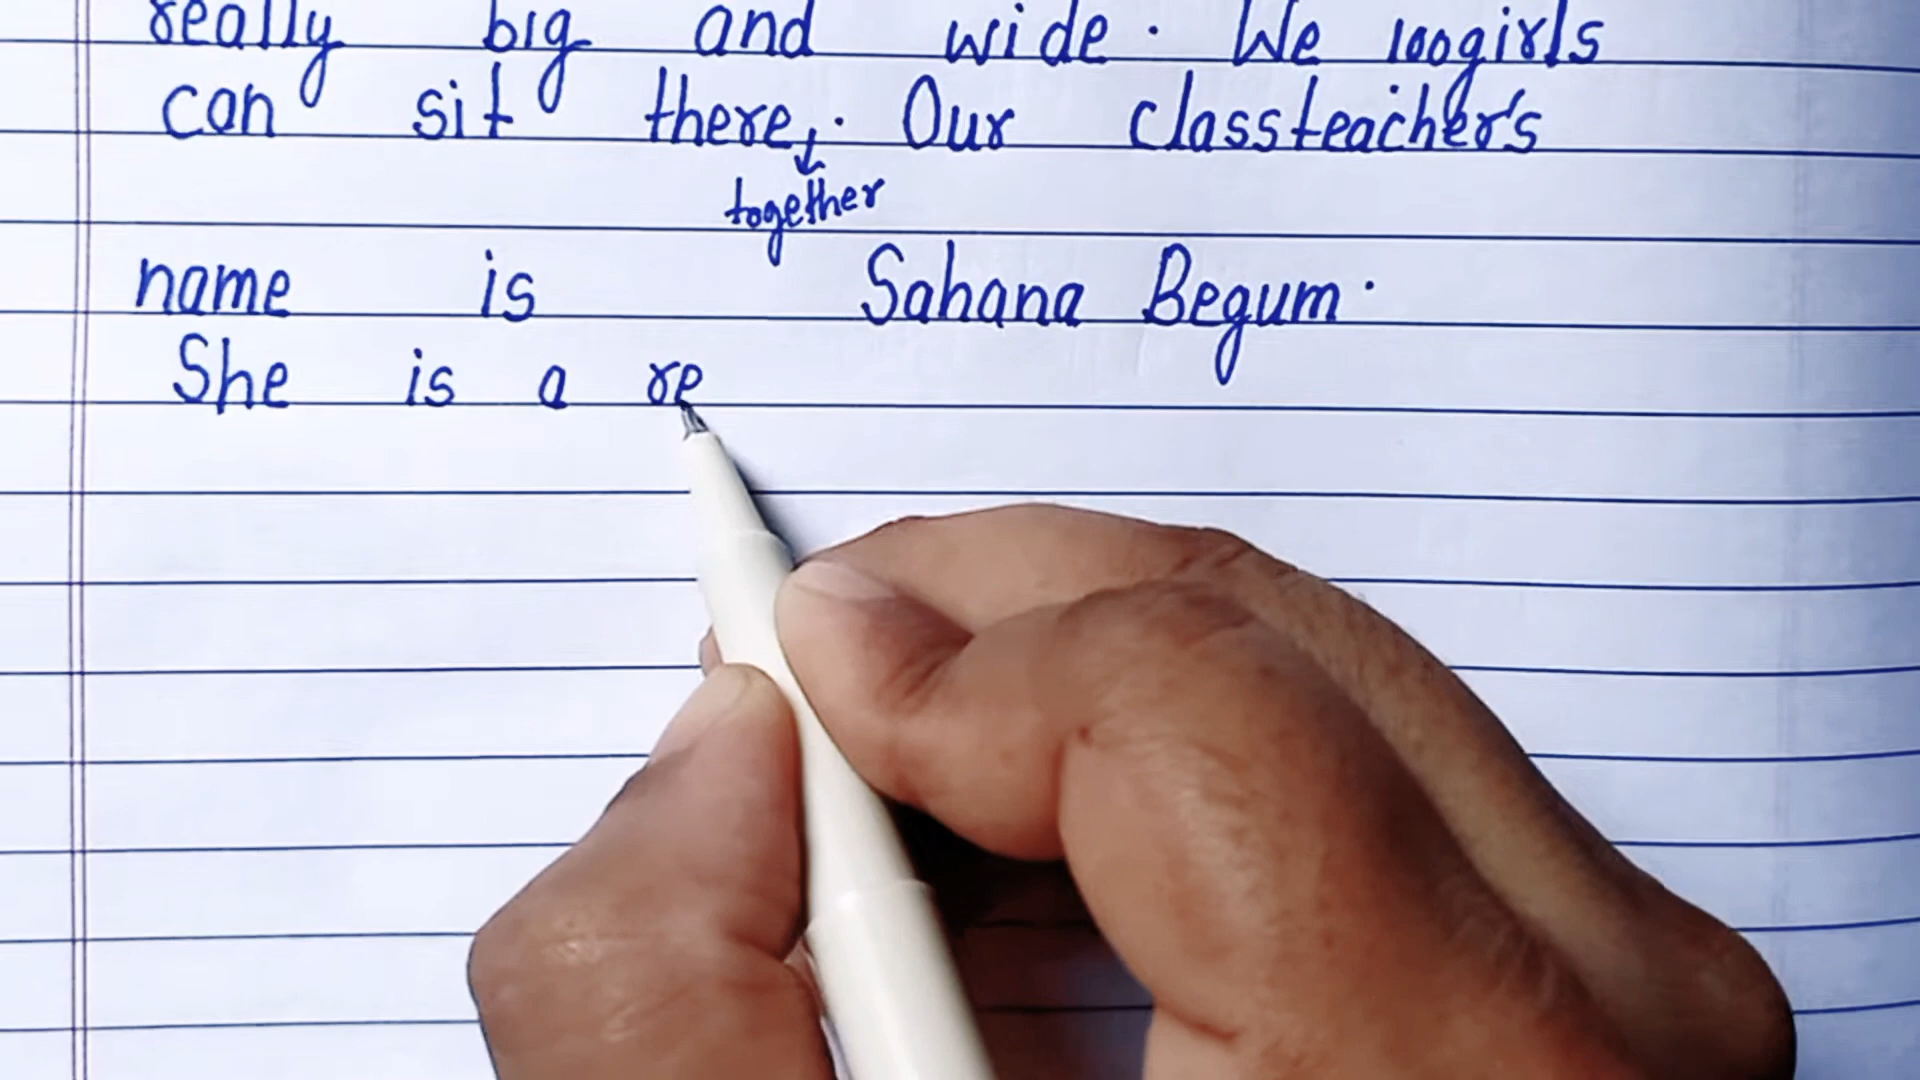 really big and wide. We 100girls
can sit there,. Our classteacher's
together
name is Sahana Begum.
She is a re